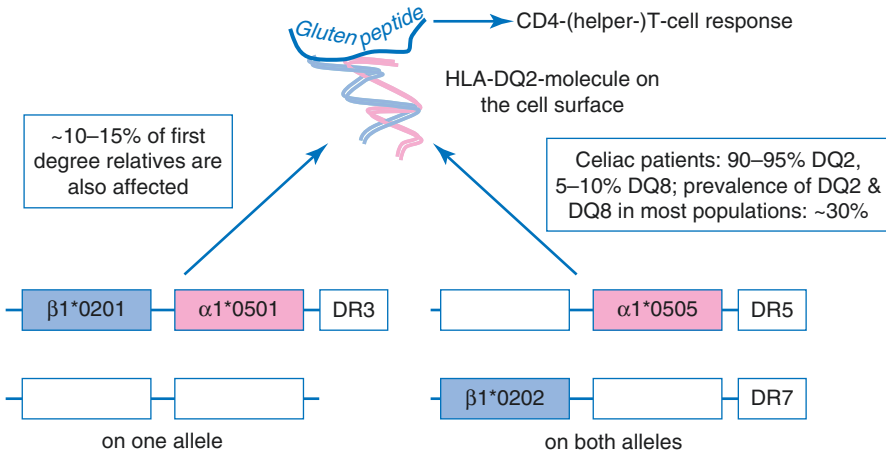 Gluten peptide
CD4-(helper-)T-cell response
HLA-DQ2-molecule on
the cell surface
~10–15% of first
degree relatives are
also affected
Celiac patients: 90–95% DQ2,
5–10% DQ8; prevalence of DQ2 &
DQ8 in most populations: ~30%
β1*0201
α1*0501
DR3
α1*0505
DR5
β1*0202
DR7
on one allele
on both alleles